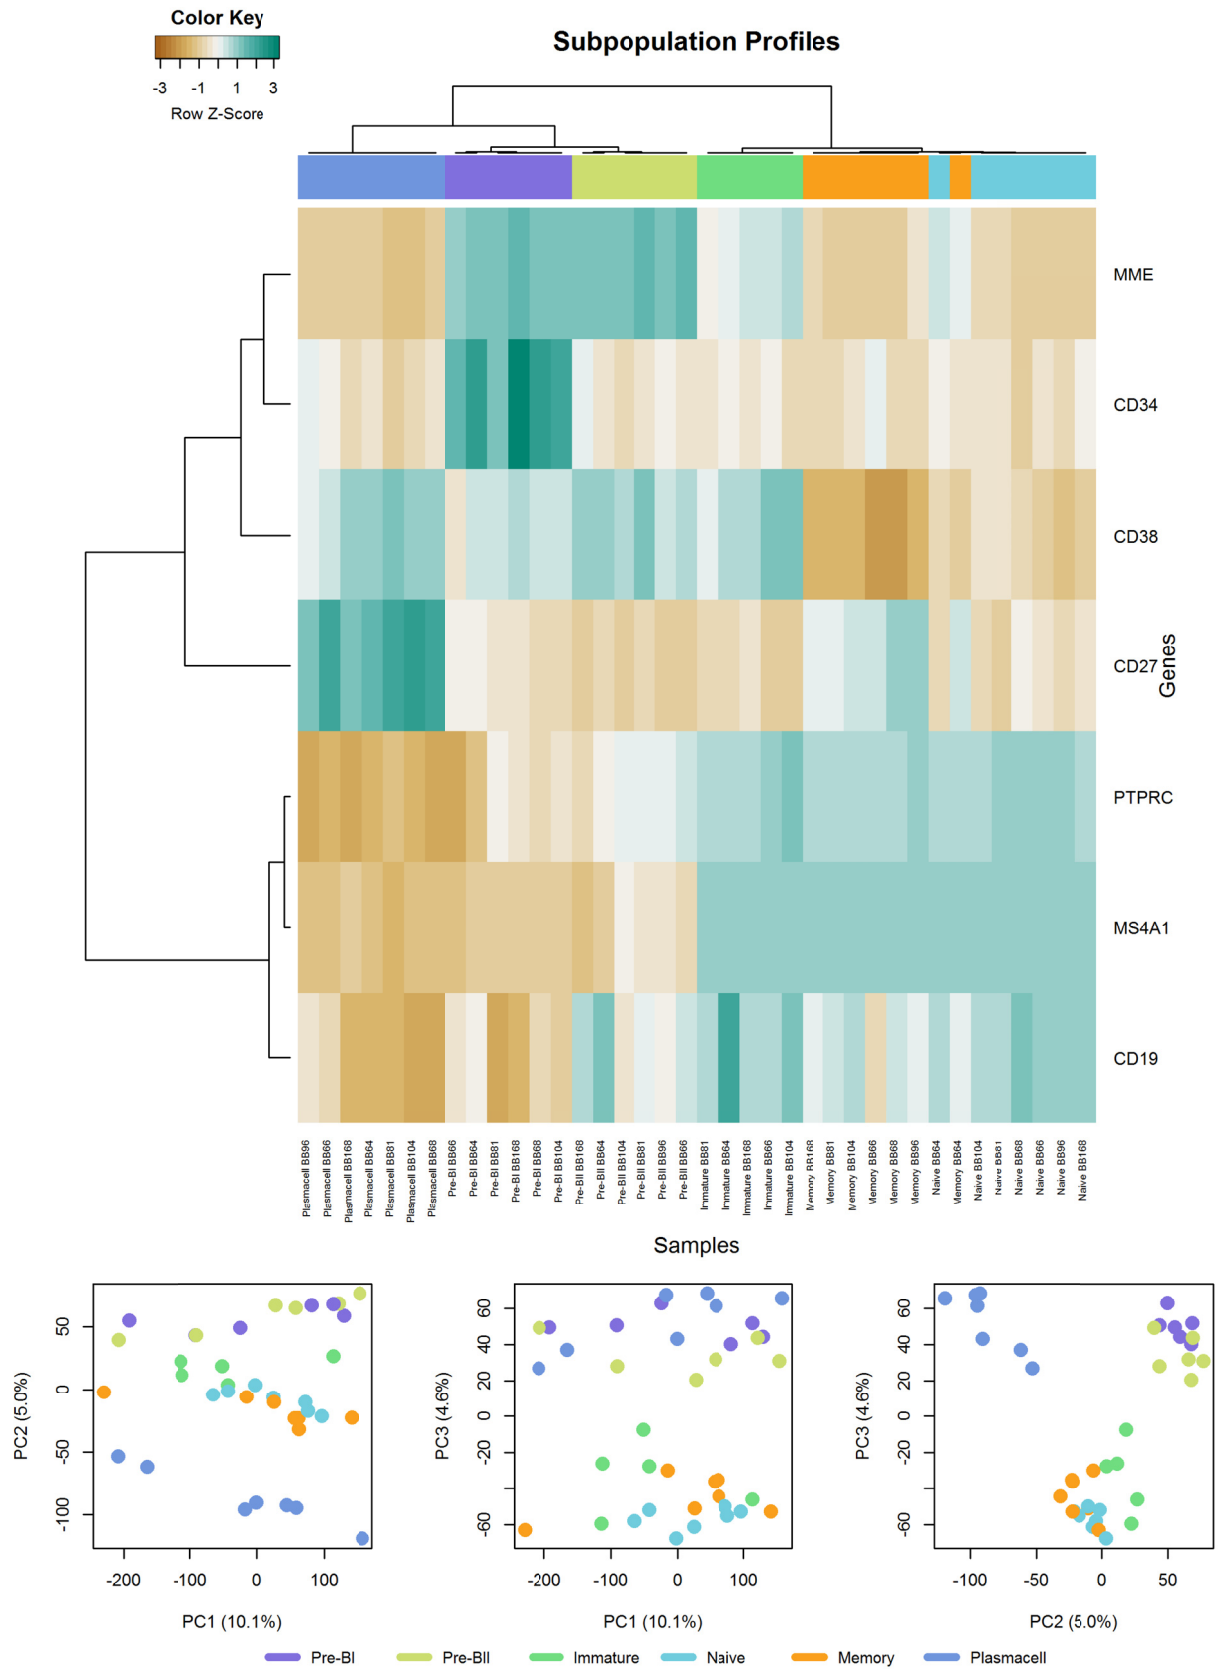 Color Key
-3 -1 1 3
Row Z-Score
Subpopulation Profiles
MME
CD34
CD38
CD27
PTPRC
MS4A1
CD19
Genes
Plasmacell BB96
Plasmacell BB66
Plasmacell BB168
Plasmacell BB64
Plasmacell BB81
Plasmacell BB104
Plasmacell BB68
Pre-BI BB66
Pre-BI BB64
Pre-BI BB81
Pre-BI BB168
Pre-BI BB68
Pre-BI BB104
Pre-BII BB168
Pre-BII BB64
Pre-BII BB104
Pre-BII BB81
Pre-BII BB96
Pre-BII BB66
Immature BB81
Immature BB64
Immature BB168
Immature BB66
Immature BB104
Memory BB168
Memory BB81
Memory BB104
Memory BB66
Memory BB68
Memory BB96
Naive BB64
Memory BB64
Naive BB104
Naive BB81
Naive BB68
Naive BB66
Naive BB96
Naive BB168
Samples
PC2 (5.0%)
50
0
-50
-100
-200 -100 0 100
PC1 (10.1%)
PC3 (4.6%)
60
40
20
0
-20
-60
-200 -100 0 100
PC1 (10.1%)
PC3 (4.6%)
60
40
20
0
-20
-60
-100 -50 0 50
PC2 (5.0%)
Pre-BI Pre-BII Immature Naive Memory Plasmacell